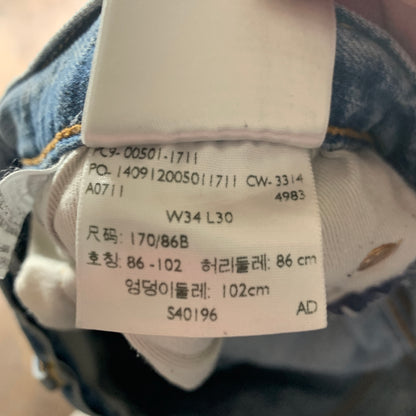 PC9- 00501-1711
PO- 140912005011711 CW-3314
A0711 4983
W34 L30
尺码: 170/86B
호칭: 86 -102 허리둘레: 86 cm
엉덩이둘레: 102cm
S40196 AD